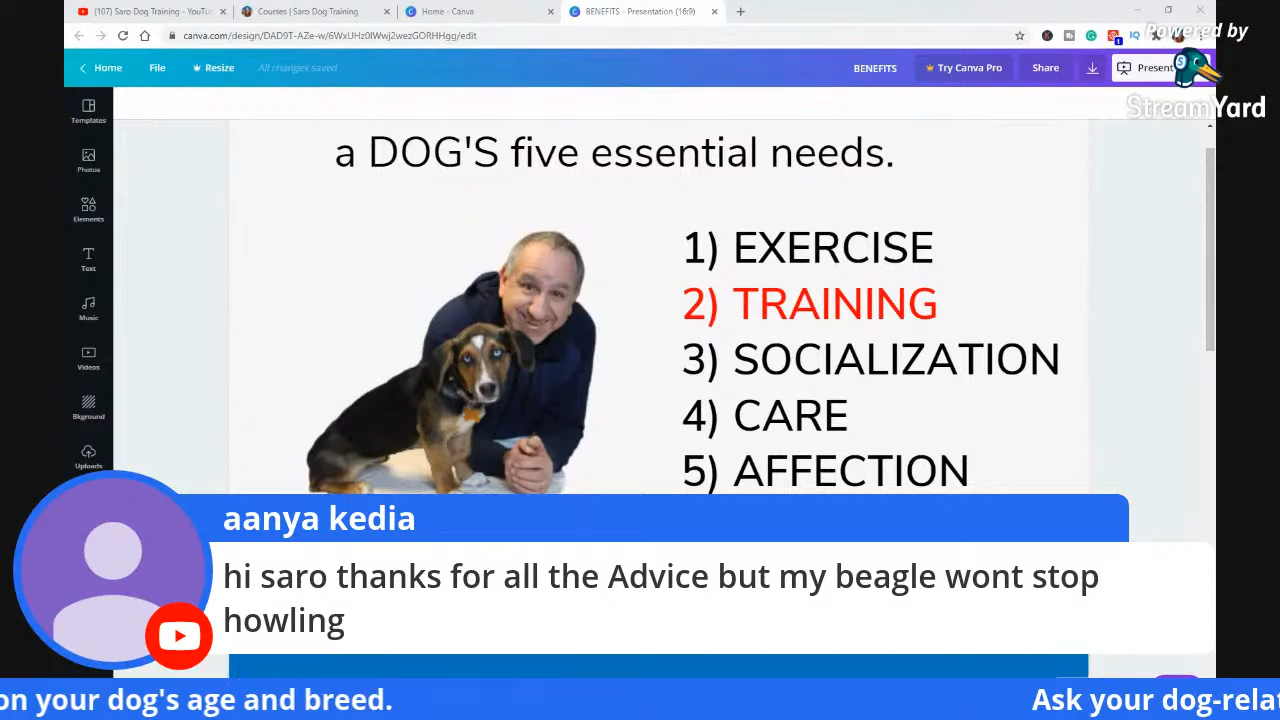 (107) Saro Dog Training - YouTu
Courses | Saro Dog Training
Home - Canva
BENEFITS - Presentation (16:9)
canva.com/design/DAD9T-AZe-w/6WxUHz0lWwj2wezGORHHgg/edit
Powered by
Home
File
Resize
All changes saved
BENEFITS
Try Canva Pro
Share
Present
StreamYard
Templates
Photos
Elements
Text
Music
Videos
Bkground
Uploads
a DOG'S five essential needs.
1) EXERCISE
2) TRAINING
3) SOCIALIZATION
4) CARE
5) AFFECTION
aanya kedia
hi saro thanks for all the Advice but my beagle wont stop
howling
on your dog's age and breed.
Ask your dog-rela